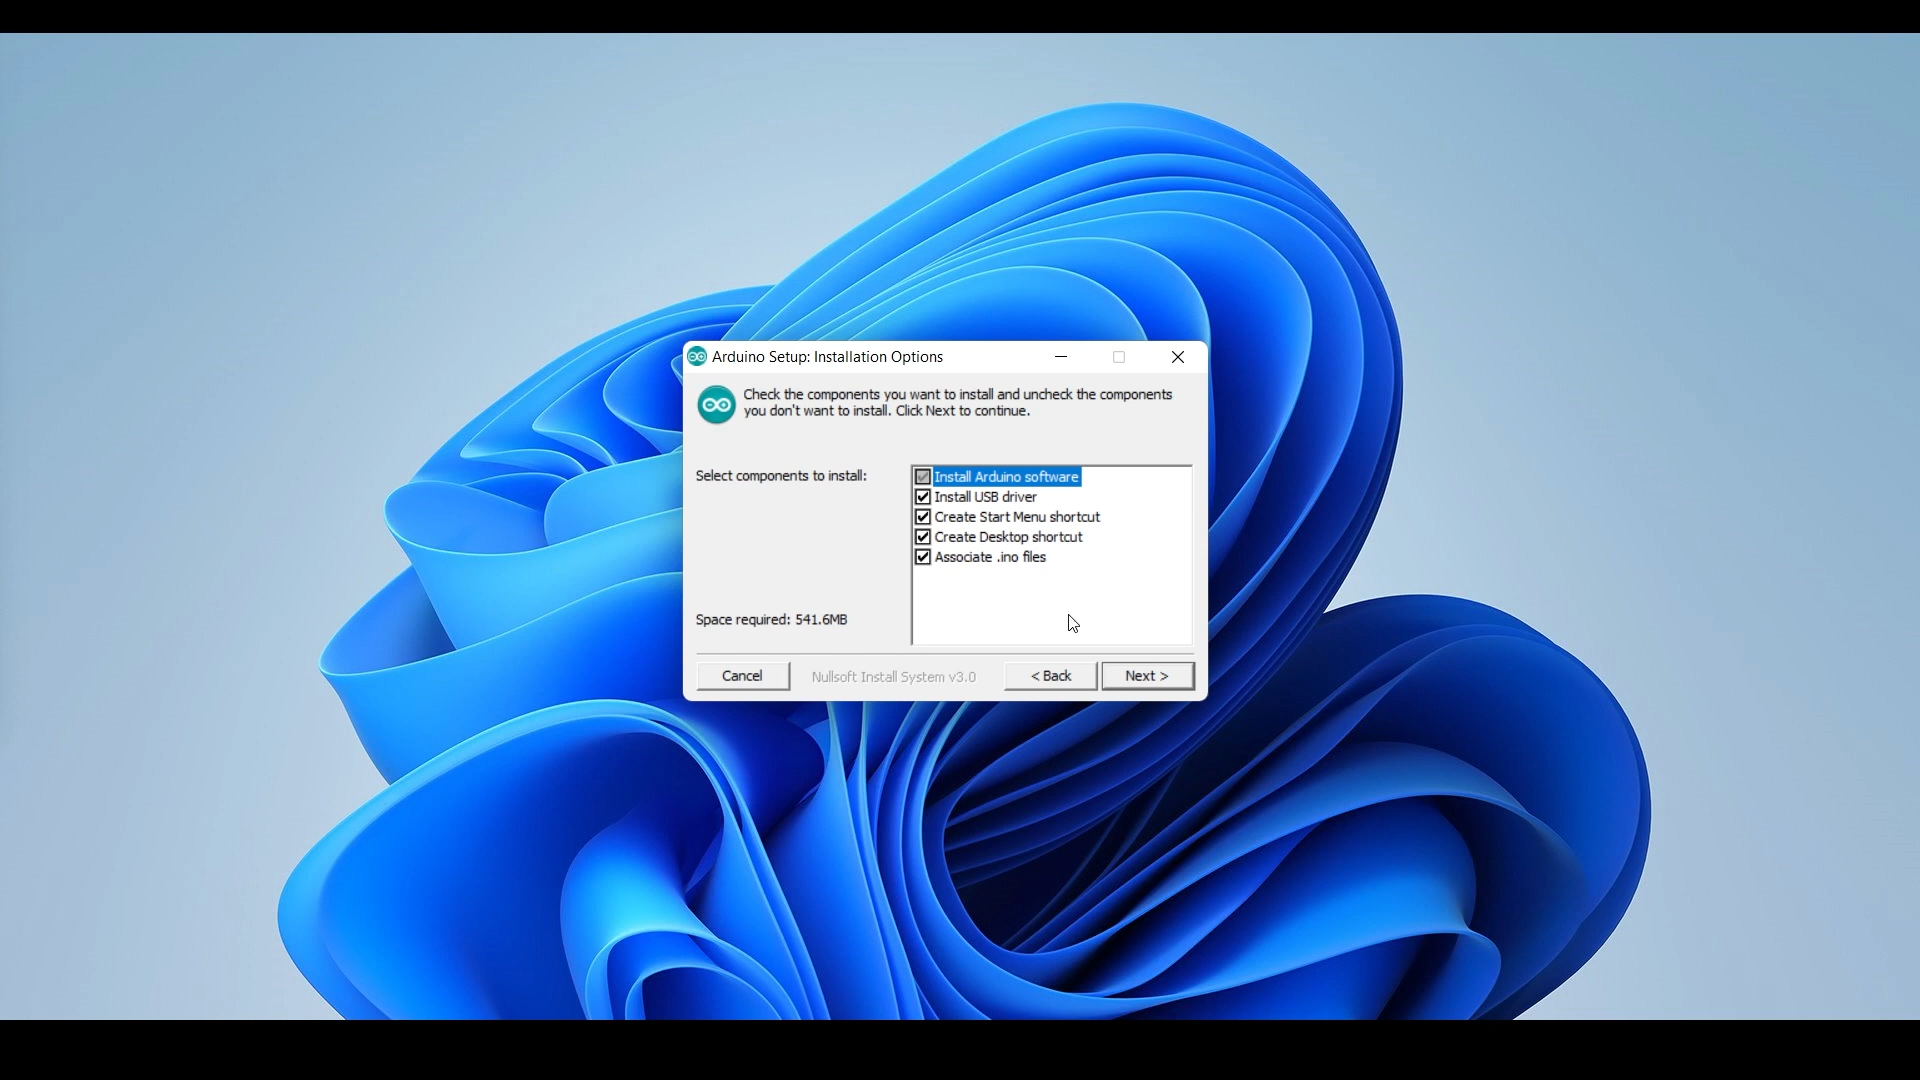 Arduino Setup: Installation Options
Check the components you want to install and uncheck the components
you don't want to install. Click Next to continue.
Select components to install:
Install Arduino software
Install USB driver
Create Start Menu shortcut
Create Desktop shortcut
Associate .ino files
Space required: 541.6MB
Cancel
Nullsoft Install System v3.0
< Back
Next >